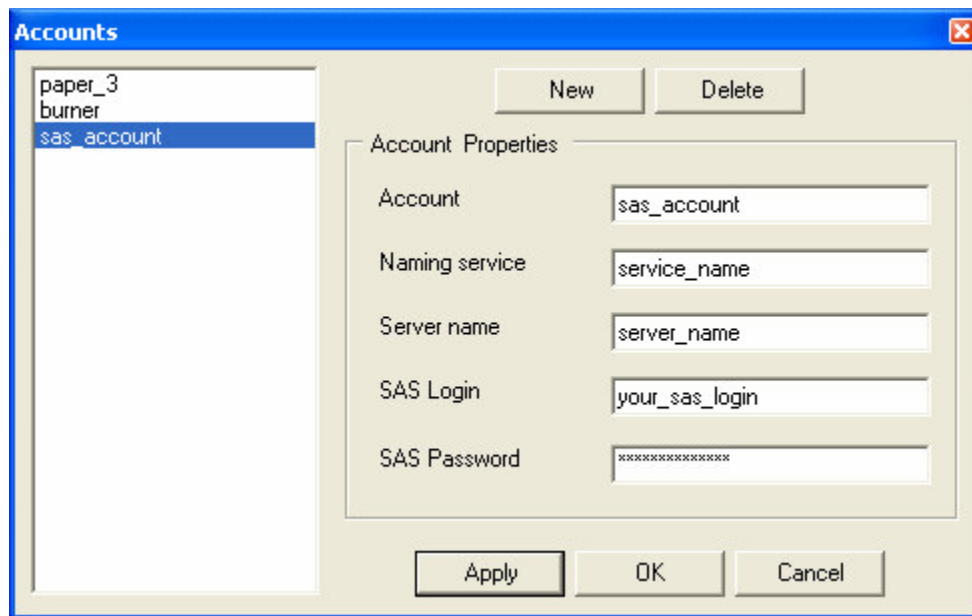 Accounts
paper_3
burner
sas_account
New
Delete
Account Properties
Account
sas_account
Naming service
service_name
Server name
server_name
SAS Login
your_sas_login
SAS Password
**************
Apply
OK
Cancel